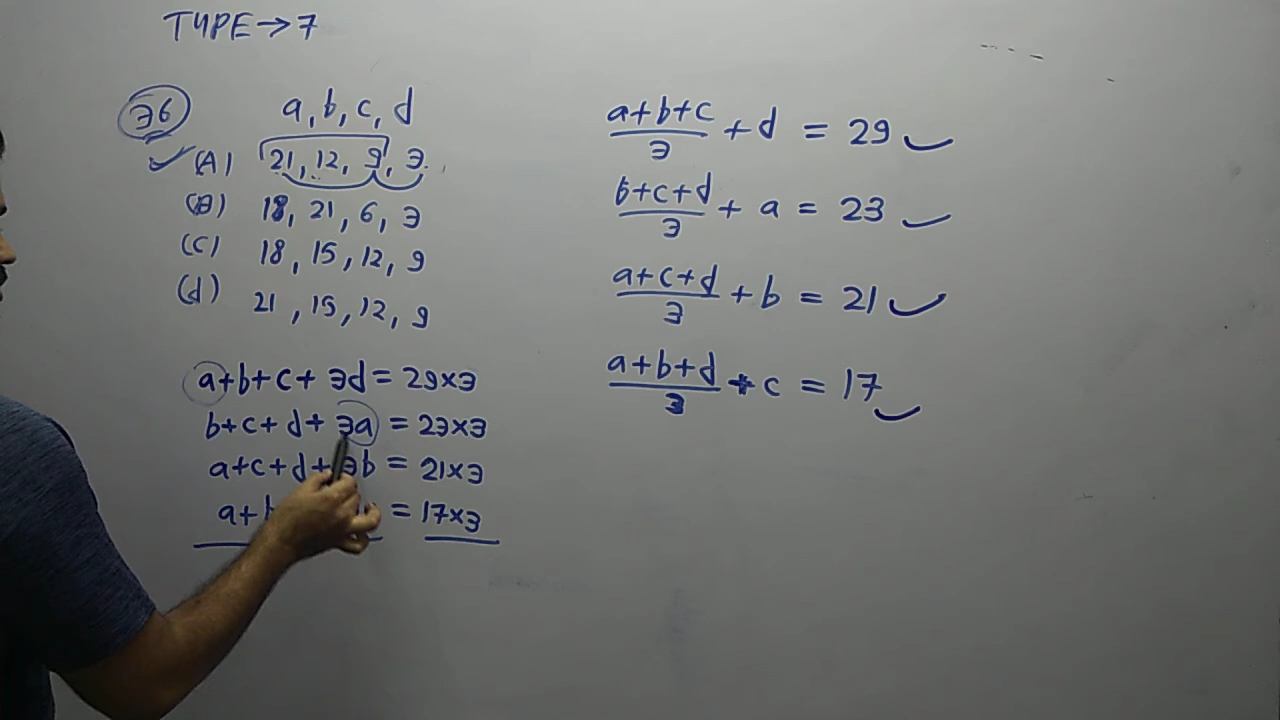 TYPE→7
36
a, b, c, d
(A) 21, 12, 9, 3.
(B) 18, 21, 6, 3
(C) 18, 15, 12, 9
(d) 21, 15, 12, 9
a+b+c+3d=29×3
b+c+d+3a=23×3
a+c+d+3b=21×3
a+b =17×3
(a+b+c)/3 + d = 29
(b+c+d)/3 + a = 23
(a+c+d)/3 + b = 21
(a+b+d)/3 + c = 17